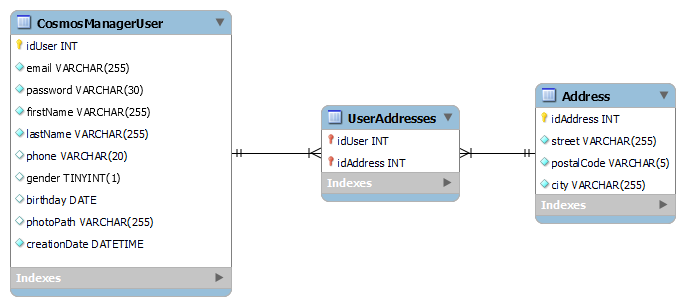 CosmosManagerUser
idUser INT
email VARCHAR(255)
password VARCHAR(30)
firstName VARCHAR(255)
lastName VARCHAR(255)
phone VARCHAR(20)
gender TINYINT(1)
birthday DATE
photoPath VARCHAR(255)
creationDate DATETIME
Indexes
UserAddresses
idUser INT
idAddress INT
Indexes
Address
idAddress INT
street VARCHAR(255)
postalCode VARCHAR(5)
city VARCHAR(255)
Indexes